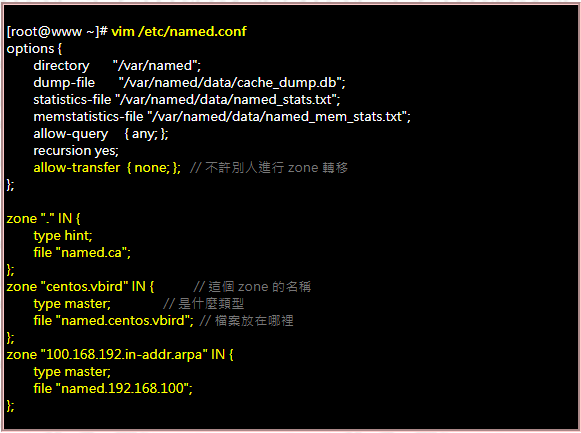 [root@www ~]# vim /etc/named.conf
options {
directory "/var/named";
dump-file "/var/named/data/cache_dump.db";
statistics-file "/var/named/data/named_stats.txt";
memstatistics-file "/var/named/data/named_mem_stats.txt";
allow-query { any; };
recursion yes;
allow-transfer { none; }; // 不許別人進行 zone 轉移
};
zone "." IN {
type hint;
file "named.ca";
};
zone "centos.vbird" IN { // 這個 zone 的名稱
type master; // 是什麼類型
file "named.centos.vbird"; // 檔案放在哪裡
};
zone "100.168.192.in-addr.arpa" IN {
type master;
file "named.192.168.100";
};